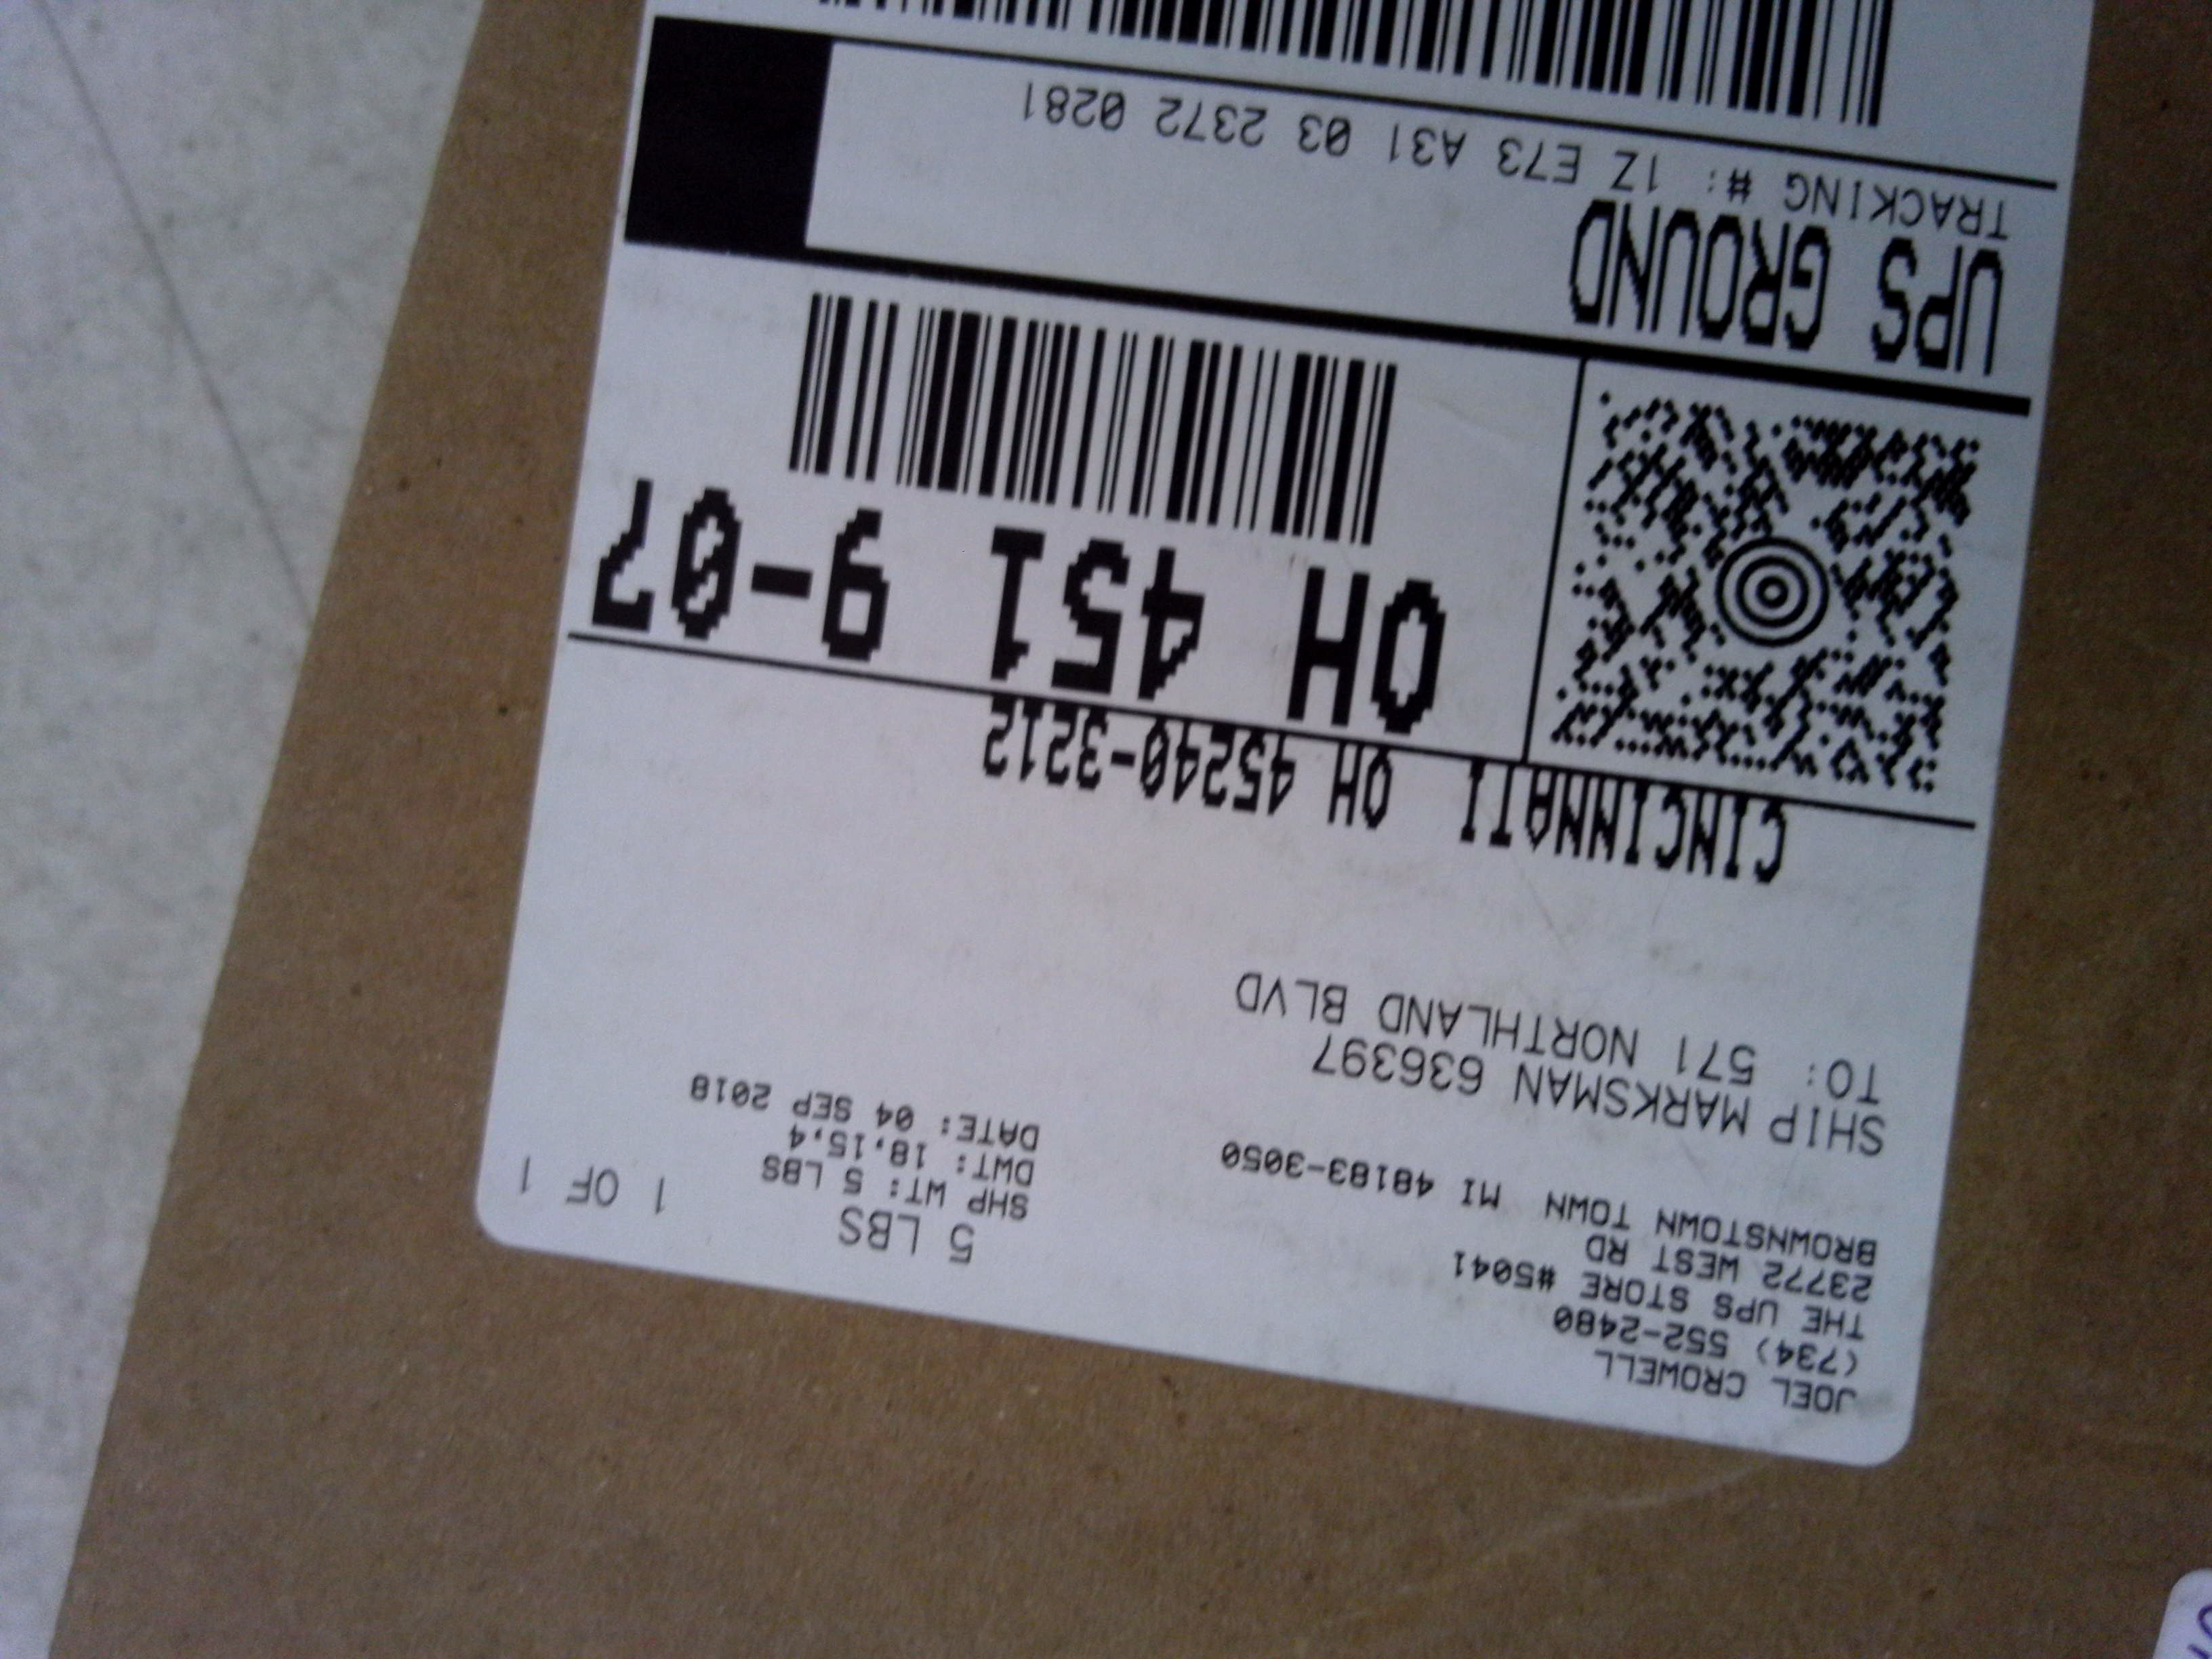 JOEL CROWELL
(734) 552-2480
THE UPS STORE #5041
23772 WEST RD
BROWNSTOWN TOWN MI 48183-3050
5 LBS
1 OF 1
SHP WT: 5 LBS
DWT: 18,15,4
DATE: 04 SEP 2018
SHIP MARKSMAN 636397
TO: 571 NORTHLAND BLVD
CINCINNATI OH 45240-3212
OH 451 9-07
UPS GROUND
TRACKING #: 1Z E73 A31 03 2372 0281